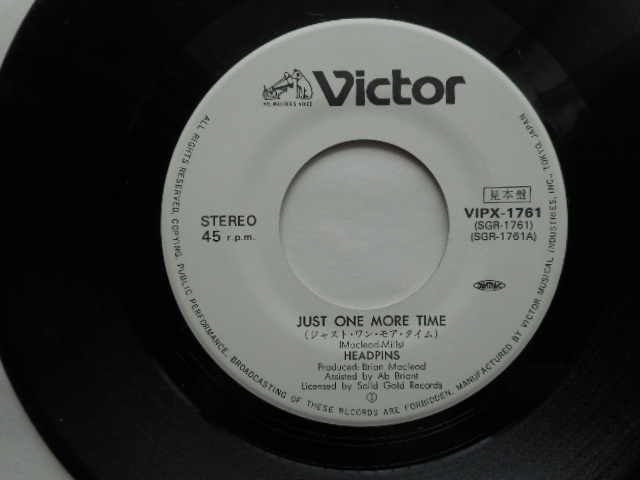 HIS MASTER'S VOICE
Victor
STEREO
45 r.p.m.
見本盤
VIPX-1761
(SGR-1761)
(SGR-1761A)
JUST ONE MORE TIME
(ジャスト・ワン・モア・タイム)
(Macleod-Mills)
HEADPINS
Produced: Brian Macleod
Assisted by Ab Briant
Licensed by Solid Gold Records
①
ALL RIGHTS RESERVED. COPYING, PUBLIC PERFORMANCE, BROADCASTING OF THESE RECORDS ARE FORBIDDEN. MANUFACTURED BY VICTOR MUSICAL INDUSTRIES, INC., TOKYO, JAPAN